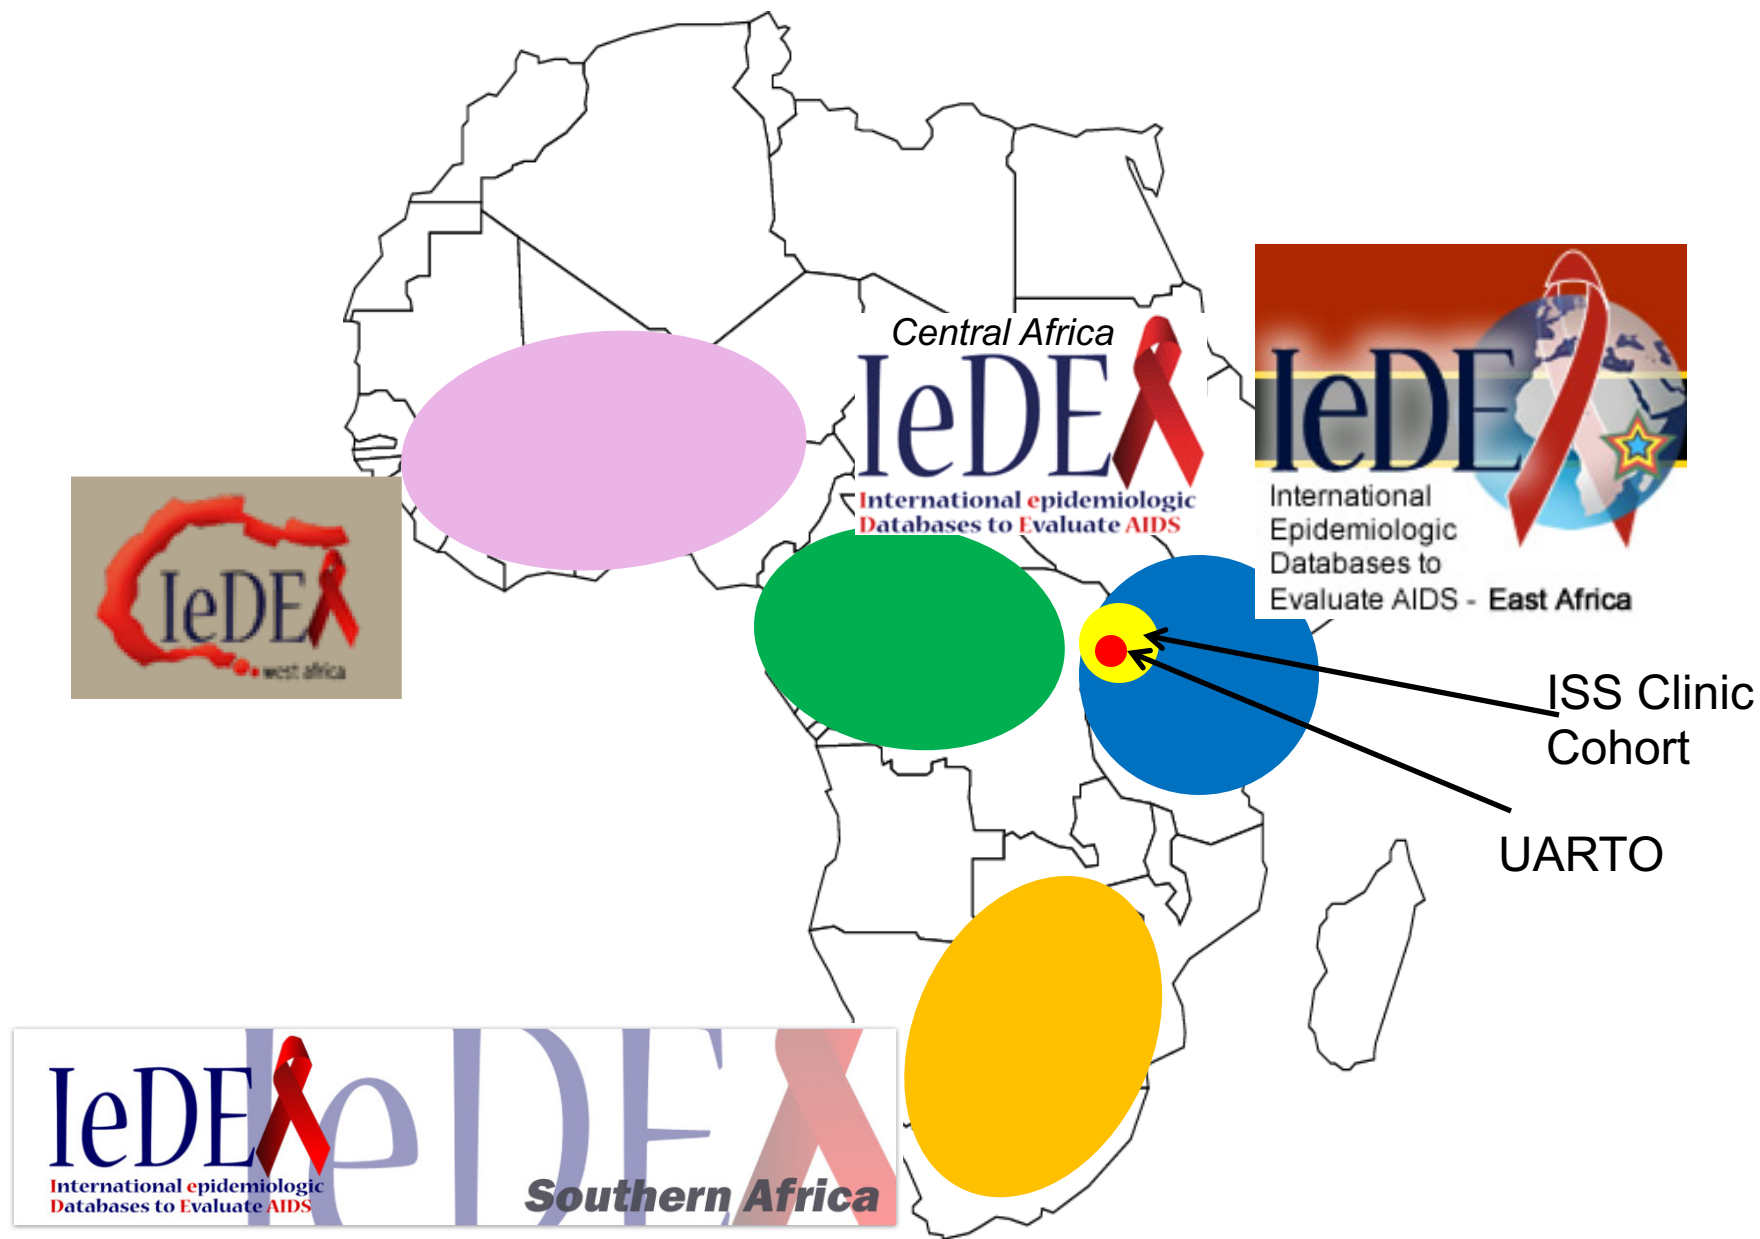 Central Africa
IeDEA
International epidemiologic
Databases to Evaluate AIDS
IeDE
International
Epidemiologic
Databases to
Evaluate AIDS - East Africa
IeDEA
west africa
ISS Clinic
Cohort
UARTO
IeDEA
IeDEA
International epidemiologic
Databases to Evaluate AIDS
Southern Africa